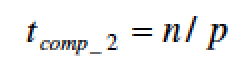 t_comp_2 = n / p